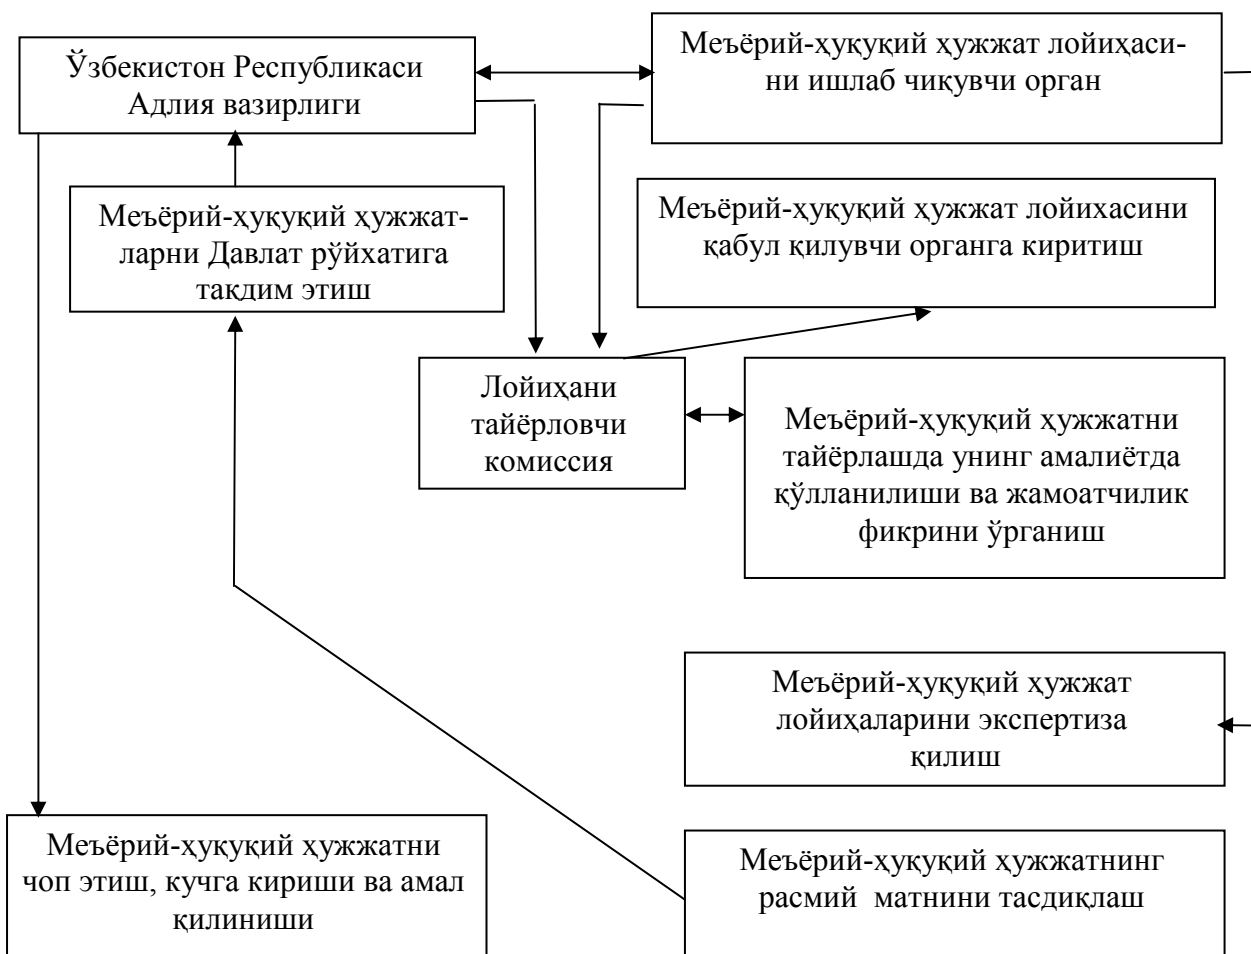 Ўзбекистон Республикаси
Адлия вазирлиги
Меъёрий-ҳуқуқий ҳужжат лойиҳаси-
ни ишлаб чиқувчи орган
Меъёрий-ҳуқуқий ҳужжат-
ларни Давлат рўйхатига
тақдим этиш
Меъёрий-ҳуқуқий ҳужжат лойихасини
қабул қилувчи органга киритиш
Лойиҳани
тайёрловчи
комиссия
Меъёрий-ҳуқуқий ҳужжатни
тайёрлашда унинг амалиётда
қўлланилиши ва жамоатчилик
фикрини ўрганиш
Меъёрий-ҳуқуқий ҳужжат
лойиҳаларини экспертиза
қилиш
Меъёрий-ҳуқуқий ҳужжатни
чоп этиш, кучга кириши ва амал
қилиниши
Меъёрий-ҳуқуқий ҳужжатнинг
расмий матнини тасдиқлаш